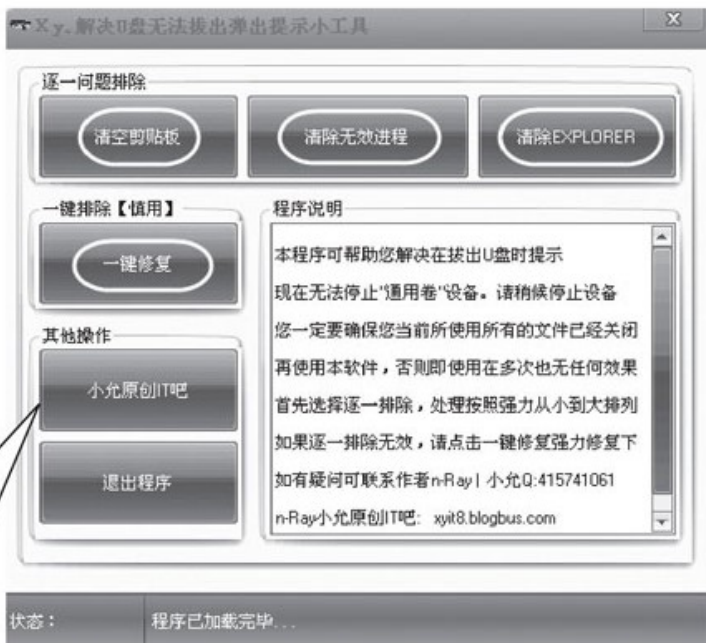 Xy.解决U盘无法拔出弹出提示小工具
逐一问题排除
清空剪贴板
清除无效进程
清除EXPLORER
一键排除【慎用】
一键修复
其他操作
小允原创IT吧
退出程序
程序说明
本程序可帮助您解决在拔出U盘时提示
现在无法停止"通用卷"设备。请稍候停止设备
您一定要确保您当前所使用所有的文件已经关闭
再使用本软件，否则即使用在多次也无任何效果
首先选择逐一排除，处理按照强力从小到大排列
如果逐一排除无效，请点击一键修复强力修复下
如有疑问可联系作者n-Ray| 小允Q:415741061
n-Ray小允原创IT吧: xyit8.blogbus.com
状态：
程序已加载完毕...